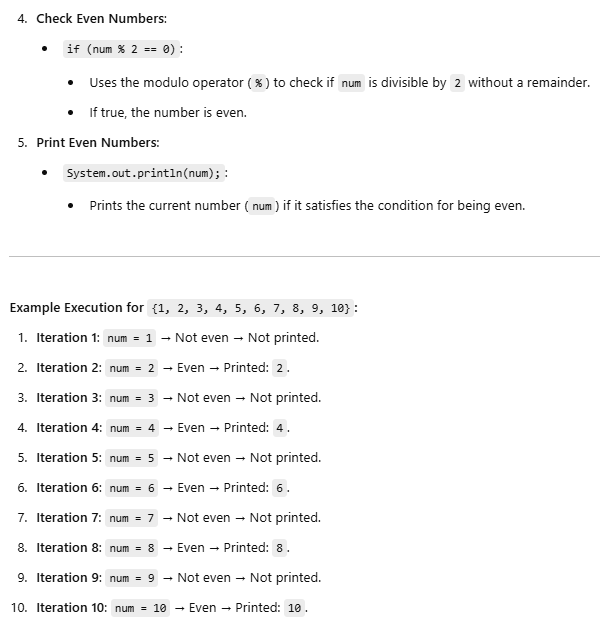 4. Check Even Numbers:
• if (num % 2 == 0):
• Uses the modulo operator (%) to check if num is divisible by 2 without a remainder.
• If true, the number is even.
5. Print Even Numbers:
• System.out.println(num);:
• Prints the current number (num) if it satisfies the condition for being even.
Example Execution for {1, 2, 3, 4, 5, 6, 7, 8, 9, 10}:
1. Iteration 1: num = 1 → Not even → Not printed.
2. Iteration 2: num = 2 → Even → Printed: 2.
3. Iteration 3: num = 3 → Not even → Not printed.
4. Iteration 4: num = 4 → Even → Printed: 4.
5. Iteration 5: num = 5 → Not even → Not printed.
6. Iteration 6: num = 6 → Even → Printed: 6.
7. Iteration 7: num = 7 → Not even → Not printed.
8. Iteration 8: num = 8 → Even → Printed: 8.
9. Iteration 9: num = 9 → Not even → Not printed.
10. Iteration 10: num = 10 → Even → Printed: 10.